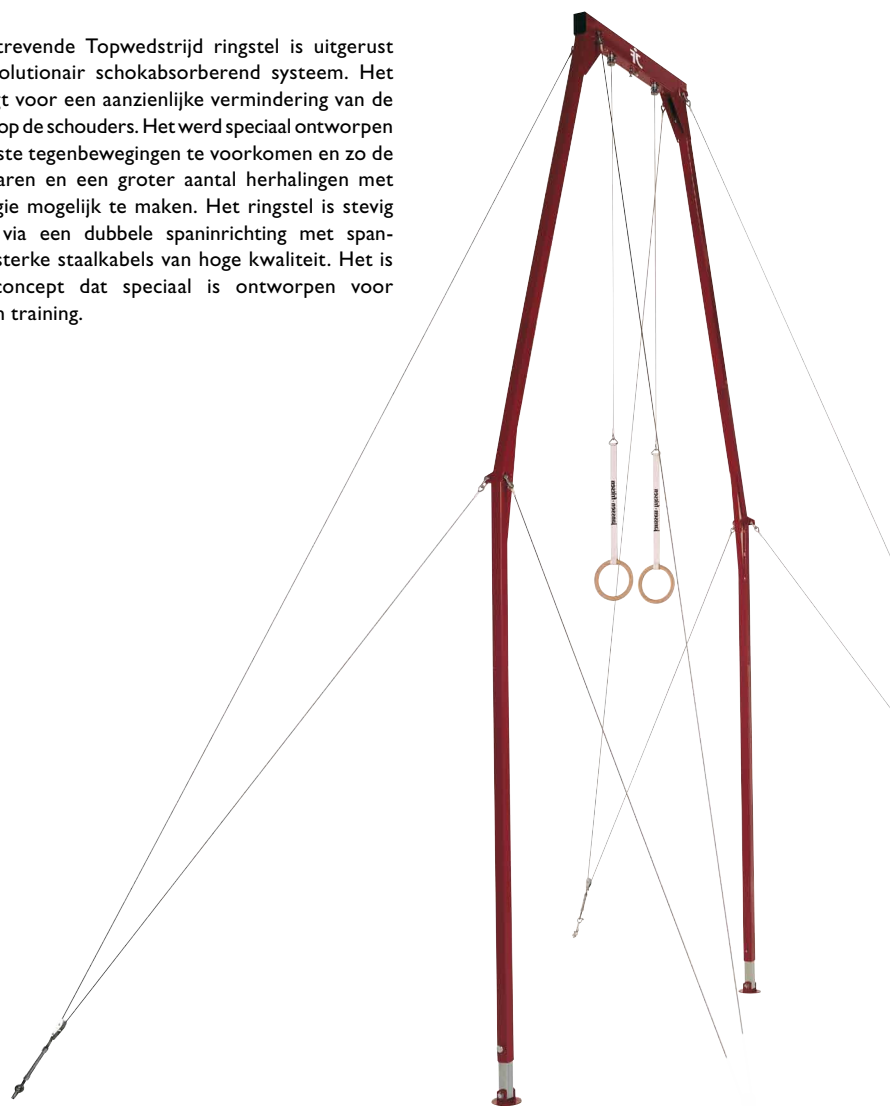 trevende Topwedstrijd ringstel is uitgerust
olutionair schokabsorberend systeem. Het
gt voor een aanzienlijke vermindering van de
op de schouders. Het werd speciaal ontworpen
ste tegenbewegingen te voorkomen en zo de
aren en een groter aantal herhalingen met
gie mogelijk te maken. Het ringstel is stevig
via een dubbele spaninrichting met span-
sterke staalkabels van hoge kwaliteit. Het is
concept dat speciaal is ontworpen voor
n training.